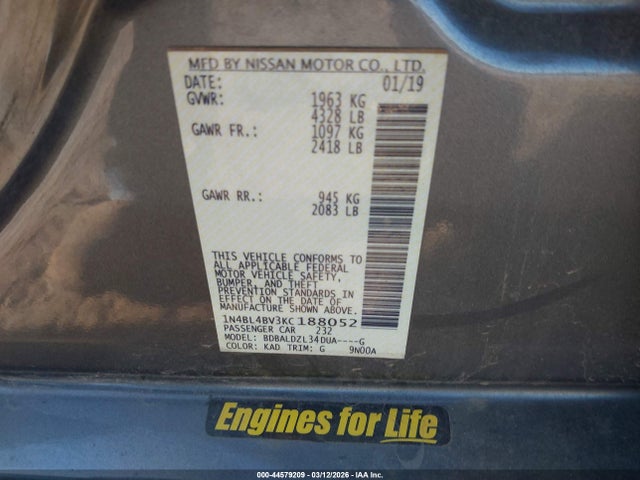 MFD BY NISSAN MOTOR CO., LTD.
DATE: 01/19
GVWR: 1963 KG
4328 LB
GAWR FR.: 1097 KG
2418 LB
GAWR RR.: 945 KG
2083 LB
THIS VEHICLE CONFORMS TO
ALL APPLICABLE FEDERAL
MOTOR VEHICLE SAFETY,
BUMPER, AND THEFT
PREVENTION STANDARDS IN
EFFECT ON THE DATE OF
MANUFACTURE SHOWN ABOVE.
1N4BL4BV3KC188052
PASSENGER CAR 232
MODEL: BDBALDZL34DUA----G
COLOR: KAD TRIM: G 9N00A
Engines for Life
000-44579209 - 03/12/2026 - IAA Inc.